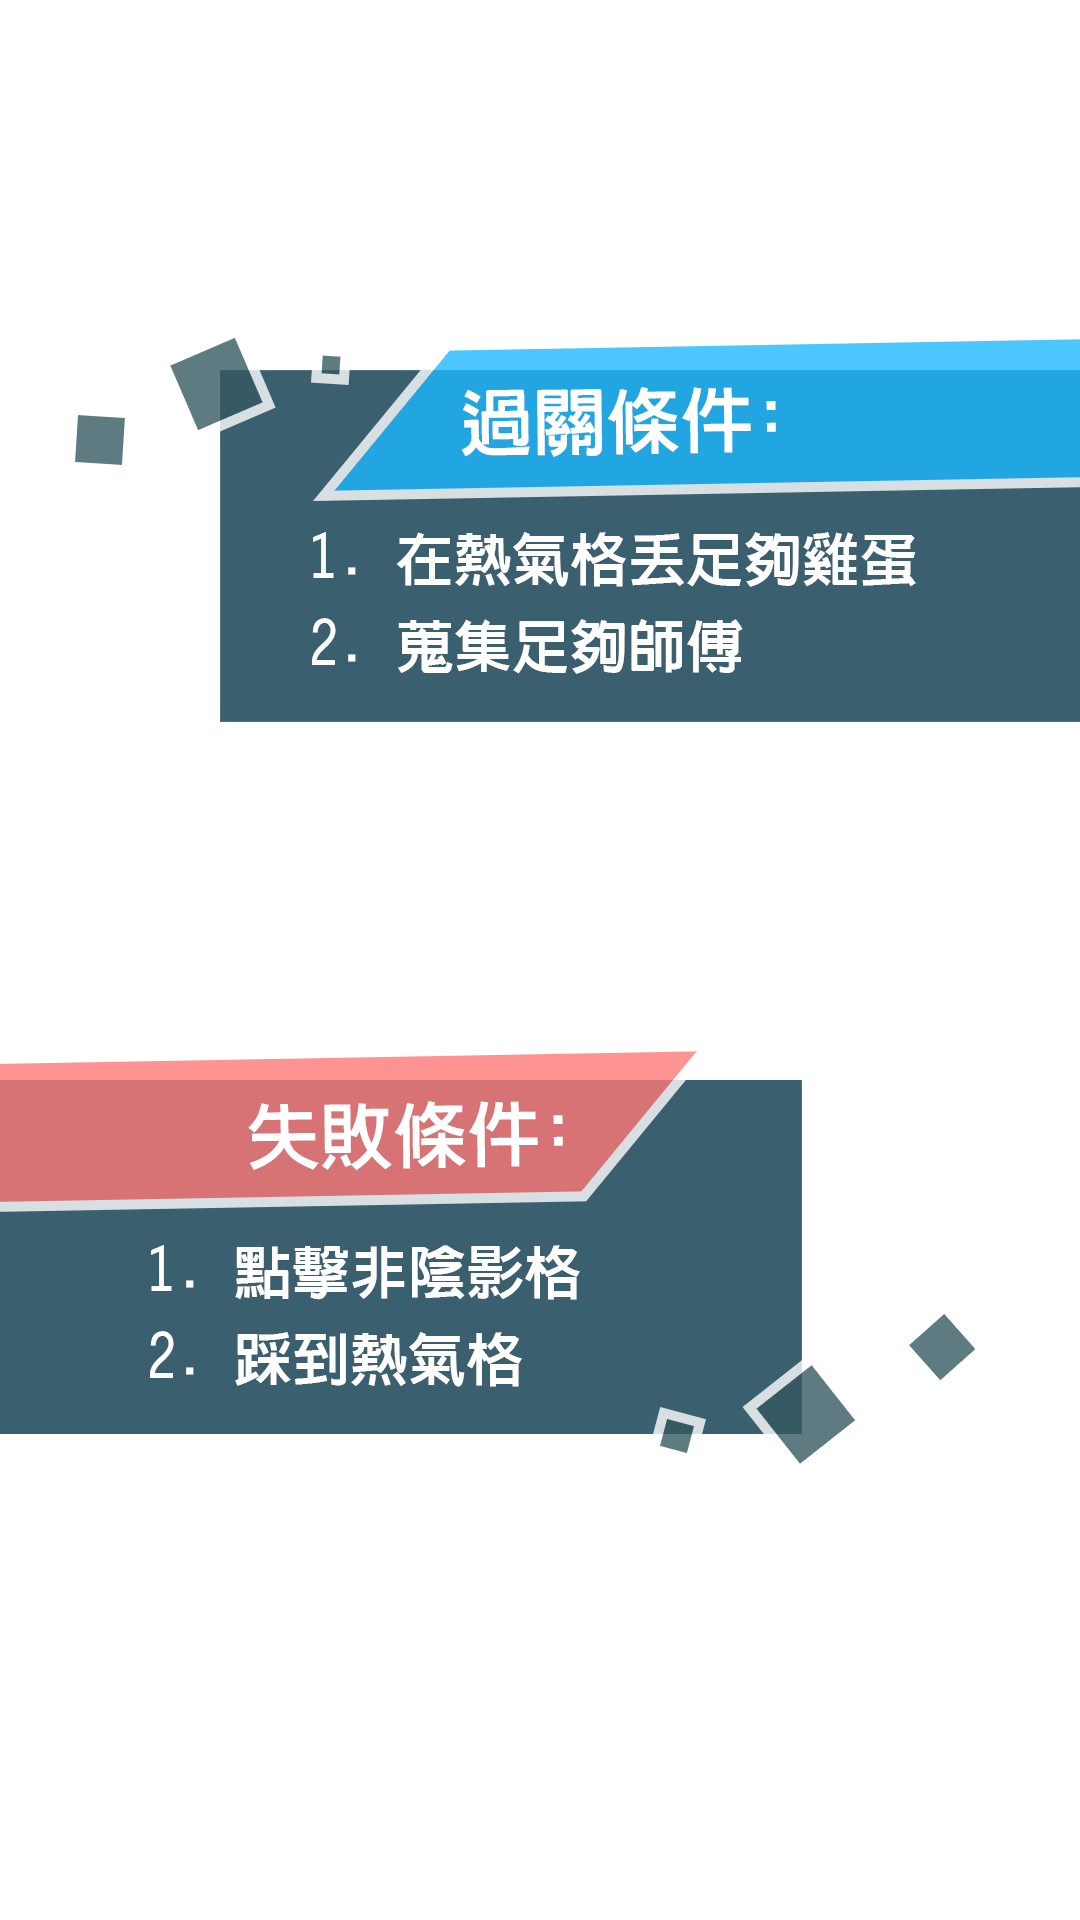 過關條件:
1. 在熱氣格丟足夠雞蛋
2. 蒐集足夠師傅
失敗條件:
1. 點擊非陰影格
2. 踩到熱氣格